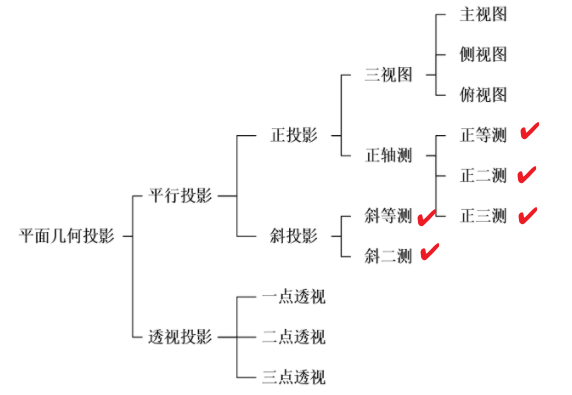 主视图
侧视图
三视图
俯视图
正投影
正等测
正轴测
正二测
平行投影
正三测
斜等测
平面几何投影
斜投影
斜二测
一点透视
透视投影
二点透视
三点透视